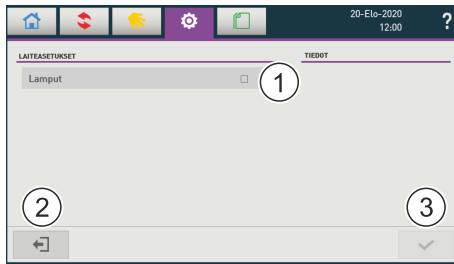 20-Elo-2020
12:00
?
LAITEASETUKSET
TIEDOT
Lamput
1
2
3